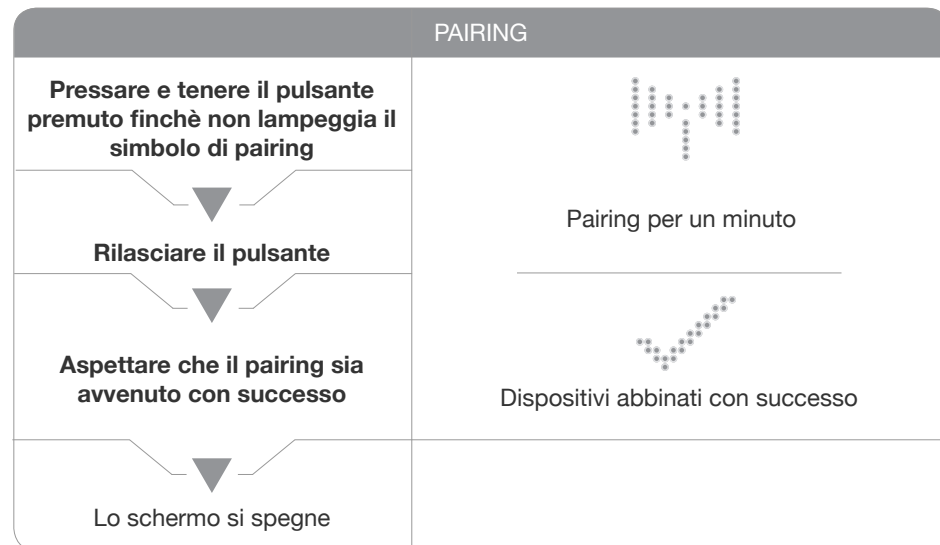 PAIRING
Pressare e tenere il pulsante
premuto finchè non lampeggia il
simbolo di pairing
Rilasciare il pulsante
Aspettare che il pairing sia
avvenuto con successo
Lo schermo si spegne
Pairing per un minuto
Dispositivi abbinati con successo